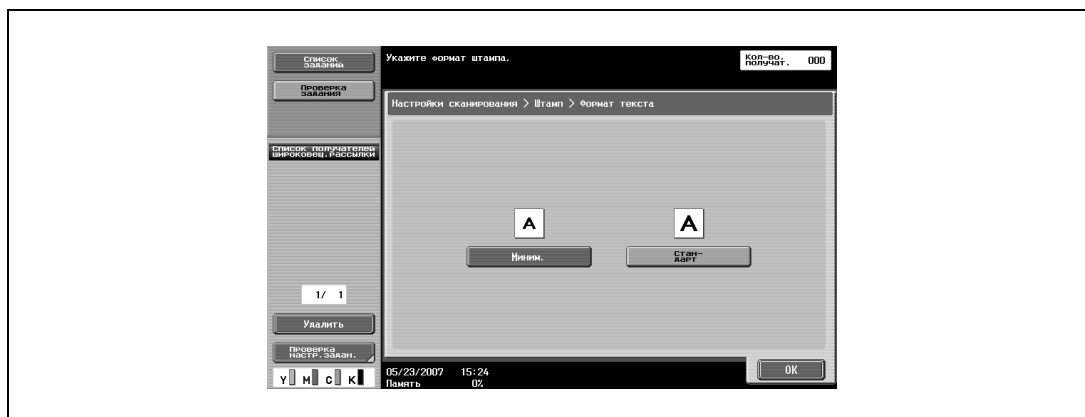 Список
заданий
Укажите формат штампа.
Кол-во.
получат.
000
Проверка
задания
Настройки сканирования > Штамп > Формат текста
Список получателей
широковещ.рассылки
A
A
Миним.
Стан-
дарт
1/ 1
Удалить
Проверка
настр.задан.
Y M C K
05/23/2007 15:24
Память 0%
OK